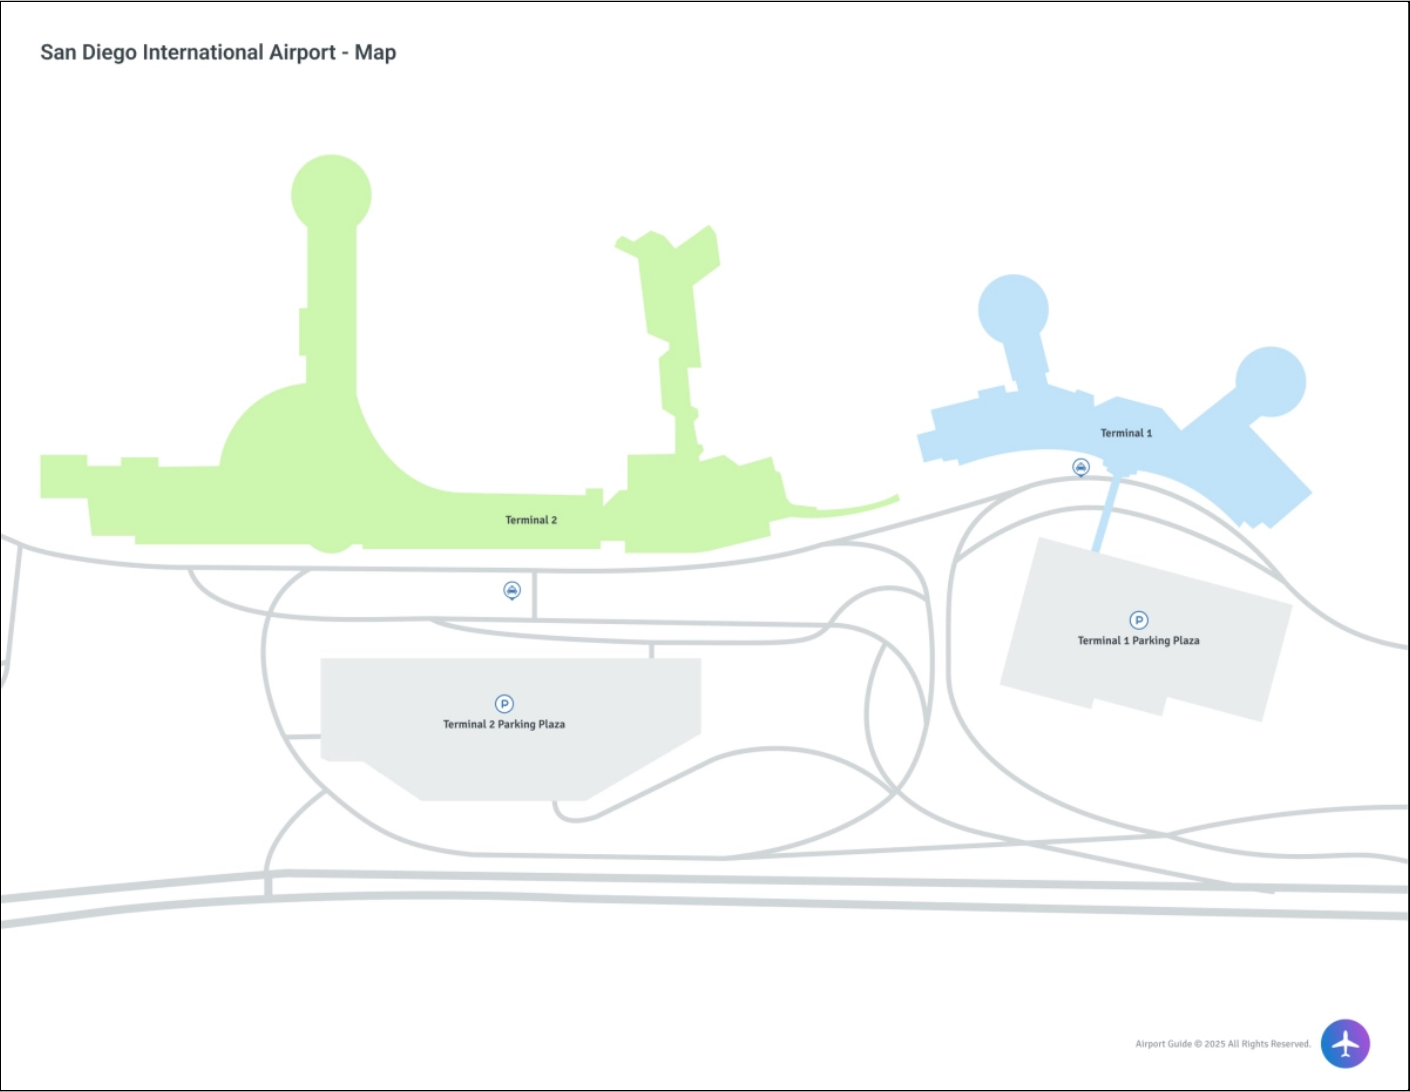 San Diego International Airport - Map
Terminal 1
Terminal 2
P
Terminal 1 Parking Plaza
P
Terminal 2 Parking Plaza
Airport Guide © 2025 All Rights Reserved.